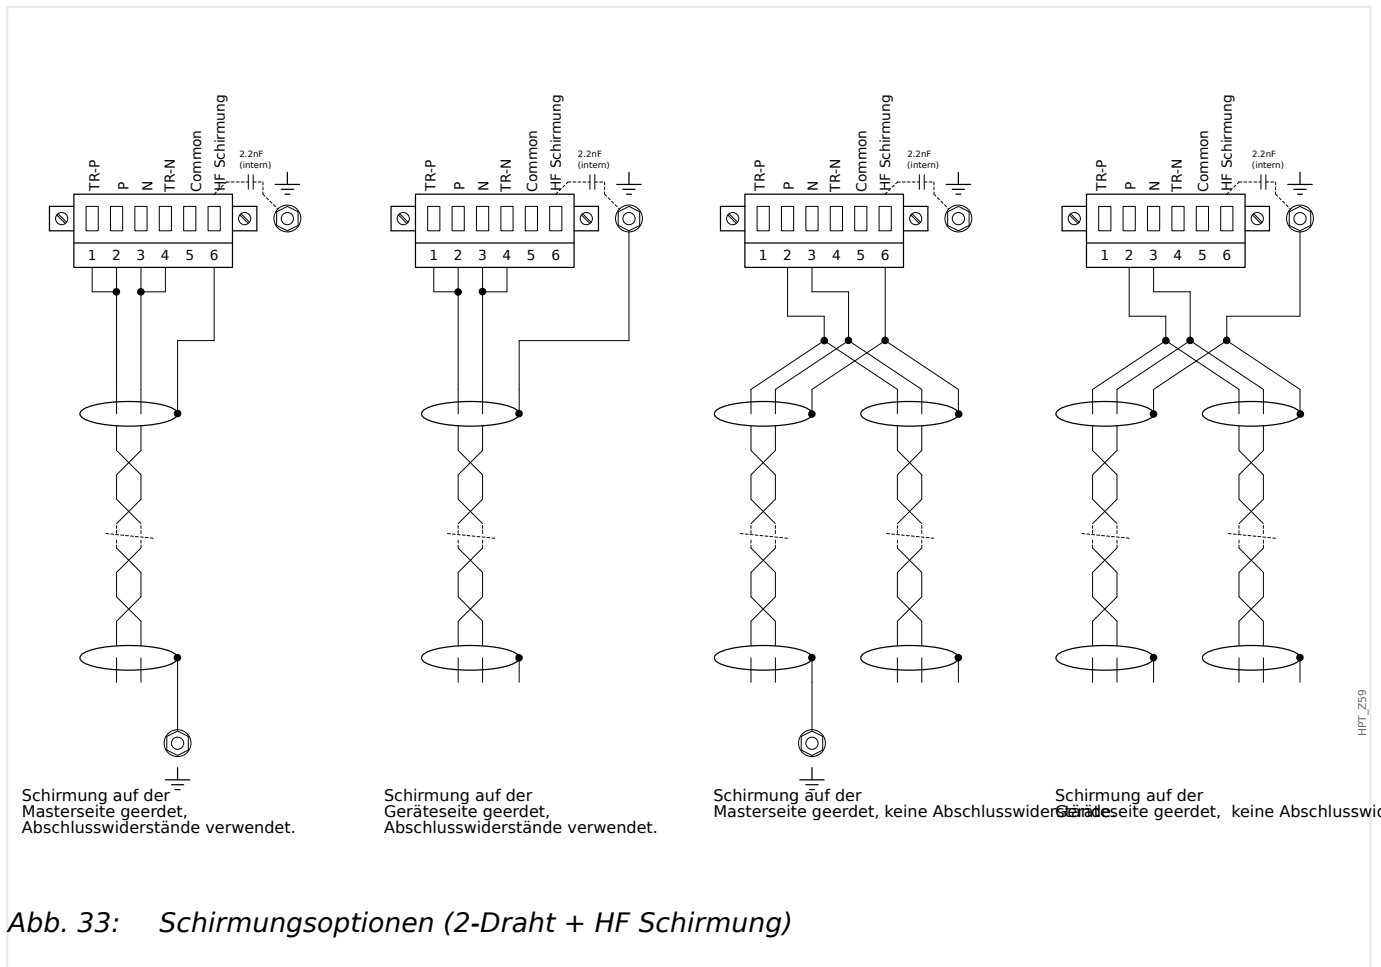 TR-P
P
N
TR-N
Common
HF Schirmung
2.2nF
(intern)
1 2 3 4 5 6
TR-P
P
N
TR-N
Common
HF Schirmung
2.2nF
(intern)
1 2 3 4 5 6
TR-P
P
N
TR-N
Common
HF Schirmung
2.2nF
(intern)
1 2 3 4 5 6
TR-P
P
N
TR-N
Common
HF Schirmung
2.2nF
(intern)
1 2 3 4 5 6
HPT_Z59
Schirmung auf der
Masterseite geerdet,
Abschlusswiderstände verwendet.
Schirmung auf der
Geräteseite geerdet,
Abschlusswiderstände verwendet.
Schirmung auf der
Masterseite geerdet, keine Abschlusswiderstände.
Schirmung auf der
Geräteseite geerdet, keine Abschlusswid
Abb. 33: Schirmungsoptionen (2-Draht + HF Schirmung)